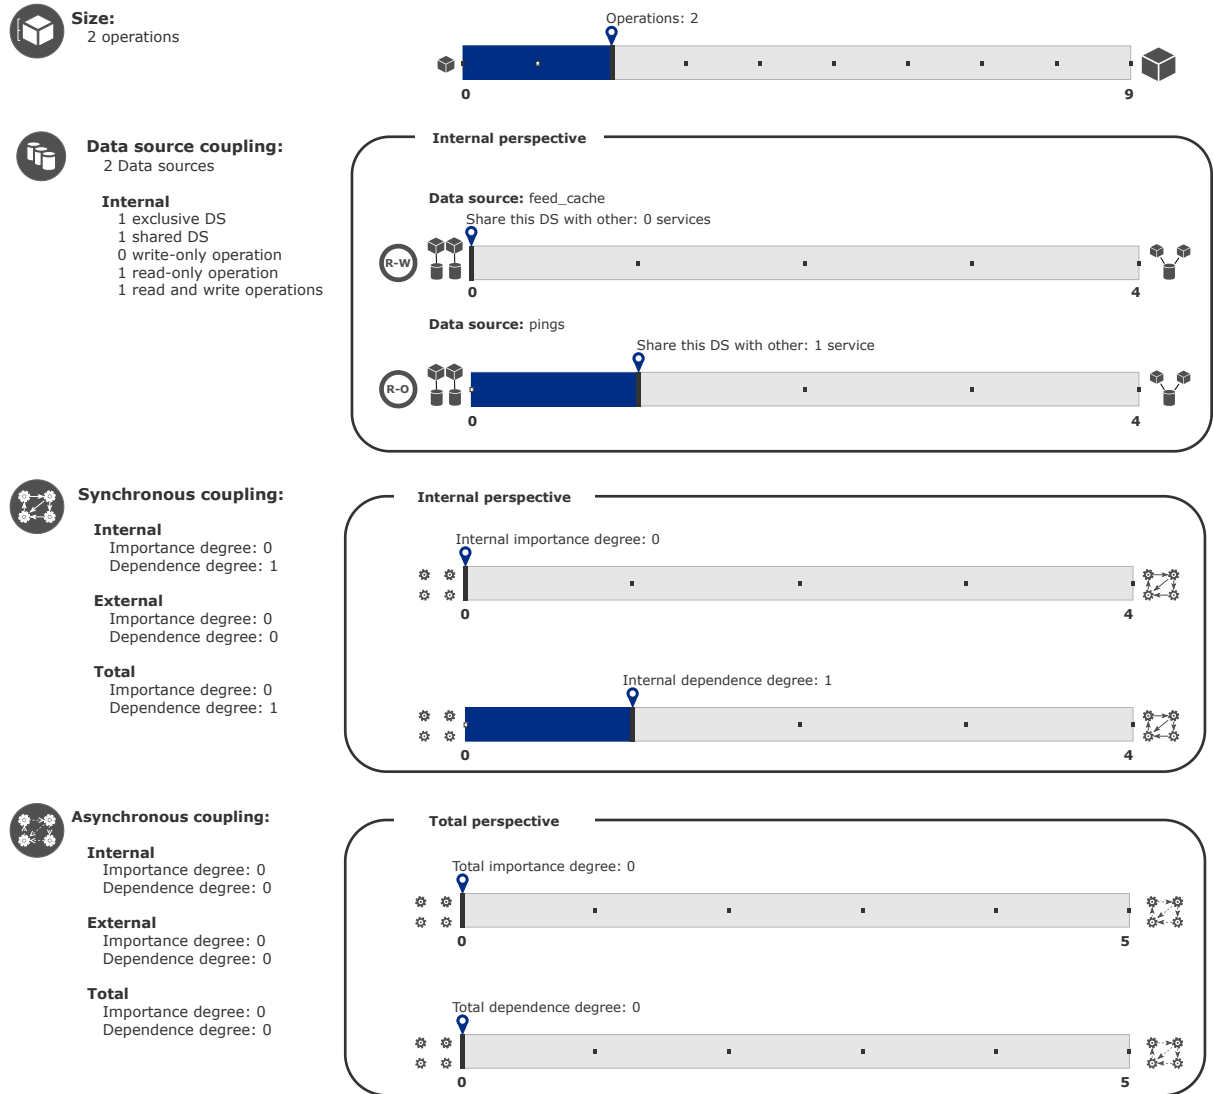 Size:
2 operations
Operations: 2
0
9
Data source coupling:
2 Data sources
Internal
1 exclusive DS
1 shared DS
0 write-only operation
1 read-only operation
1 read and write operations
Internal perspective
Data source: feed_cache
Share this DS with other: 0 services
R-W
0
4
Data source: pings
Share this DS with other: 1 service
R-O
0
4
Synchronous coupling:
Internal
Importance degree: 0
Dependence degree: 1
External
Importance degree: 0
Dependence degree: 0
Total
Importance degree: 0
Dependence degree: 1
Internal perspective
Internal importance degree: 0
0
4
Internal dependence degree: 1
0
4
Asynchronous coupling:
Internal
Importance degree: 0
Dependence degree: 0
External
Importance degree: 0
Dependence degree: 0
Total
Importance degree: 0
Dependence degree: 0
Total perspective
Total importance degree: 0
0
5
Total dependence degree: 0
0
5